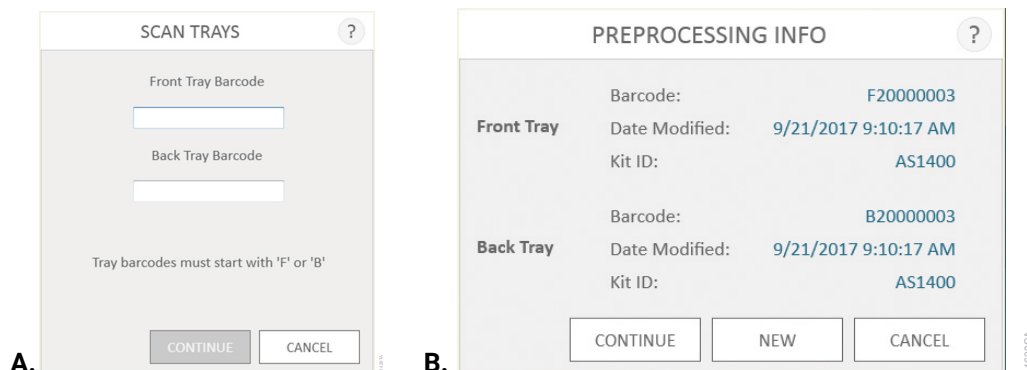 SCAN TRAYS ?
Front Tray Barcode
Back Tray Barcode
Tray barcodes must start with 'F' or 'B'
CONTINUE CANCEL
A.
PREPROCESSING INFO ?
Barcode: F20000003
Front Tray Date Modified: 9/21/2017 9:10:17 AM
Kit ID: AS1400
Barcode: B20000003
Back Tray Date Modified: 9/21/2017 9:10:17 AM
Kit ID: AS1400
CONTINUE NEW CANCEL
B.